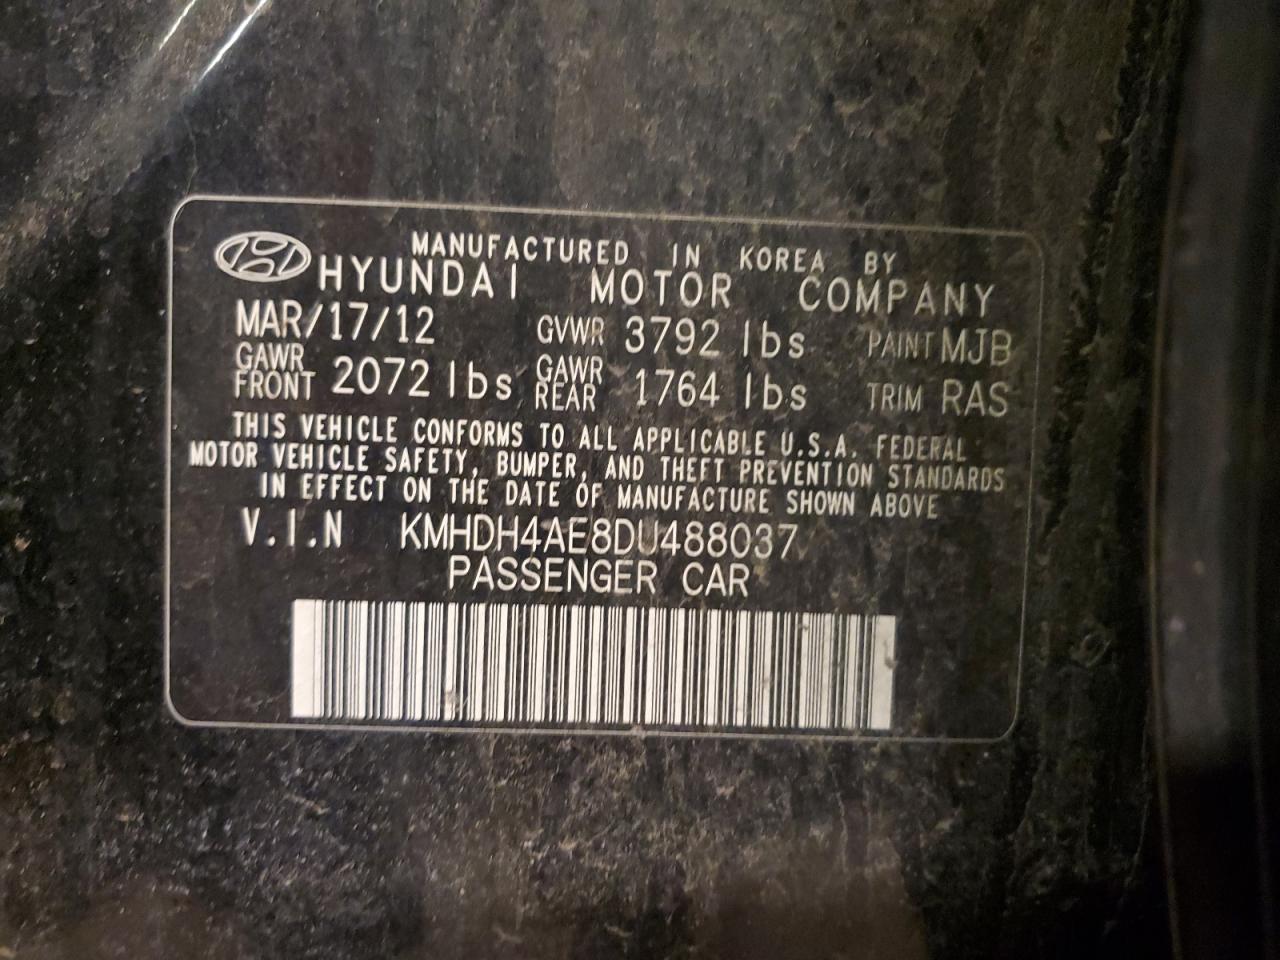 MANUFACTURED IN KOREA BY
HYUNDAI MOTOR COMPANY
MAR/17/12 GVWR 3792 lbs PAINT MJB
GAWR FRONT 2072 lbs GAWR REAR 1764 lbs TRIM RAS
THIS VEHICLE CONFORMS TO ALL APPLICABLE U.S.A. FEDERAL
MOTOR VEHICLE SAFETY, BUMPER, AND THEFT PREVENTION STANDARDS
IN EFFECT ON THE DATE OF MANUFACTURE SHOWN ABOVE
V.I.N KMHDH4AE8DU488037
PASSENGER CAR